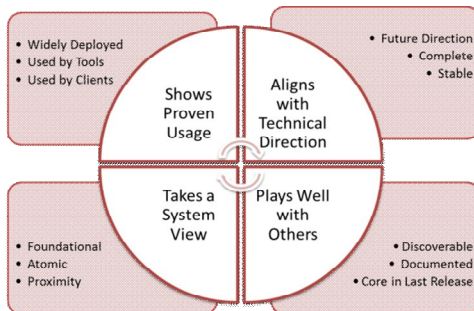 • Widely Deployed
• Used by Tools
• Used by Clients
• Future Direction
• Complete
• Stable
Shows
Proven
Usage
Aligns
with
Technical
Direction
Takes a
System
View
Plays Well
with
Others
• Foundational
• Atomic
• Proximity
• Discoverable
• Documented
• Core in Last Release